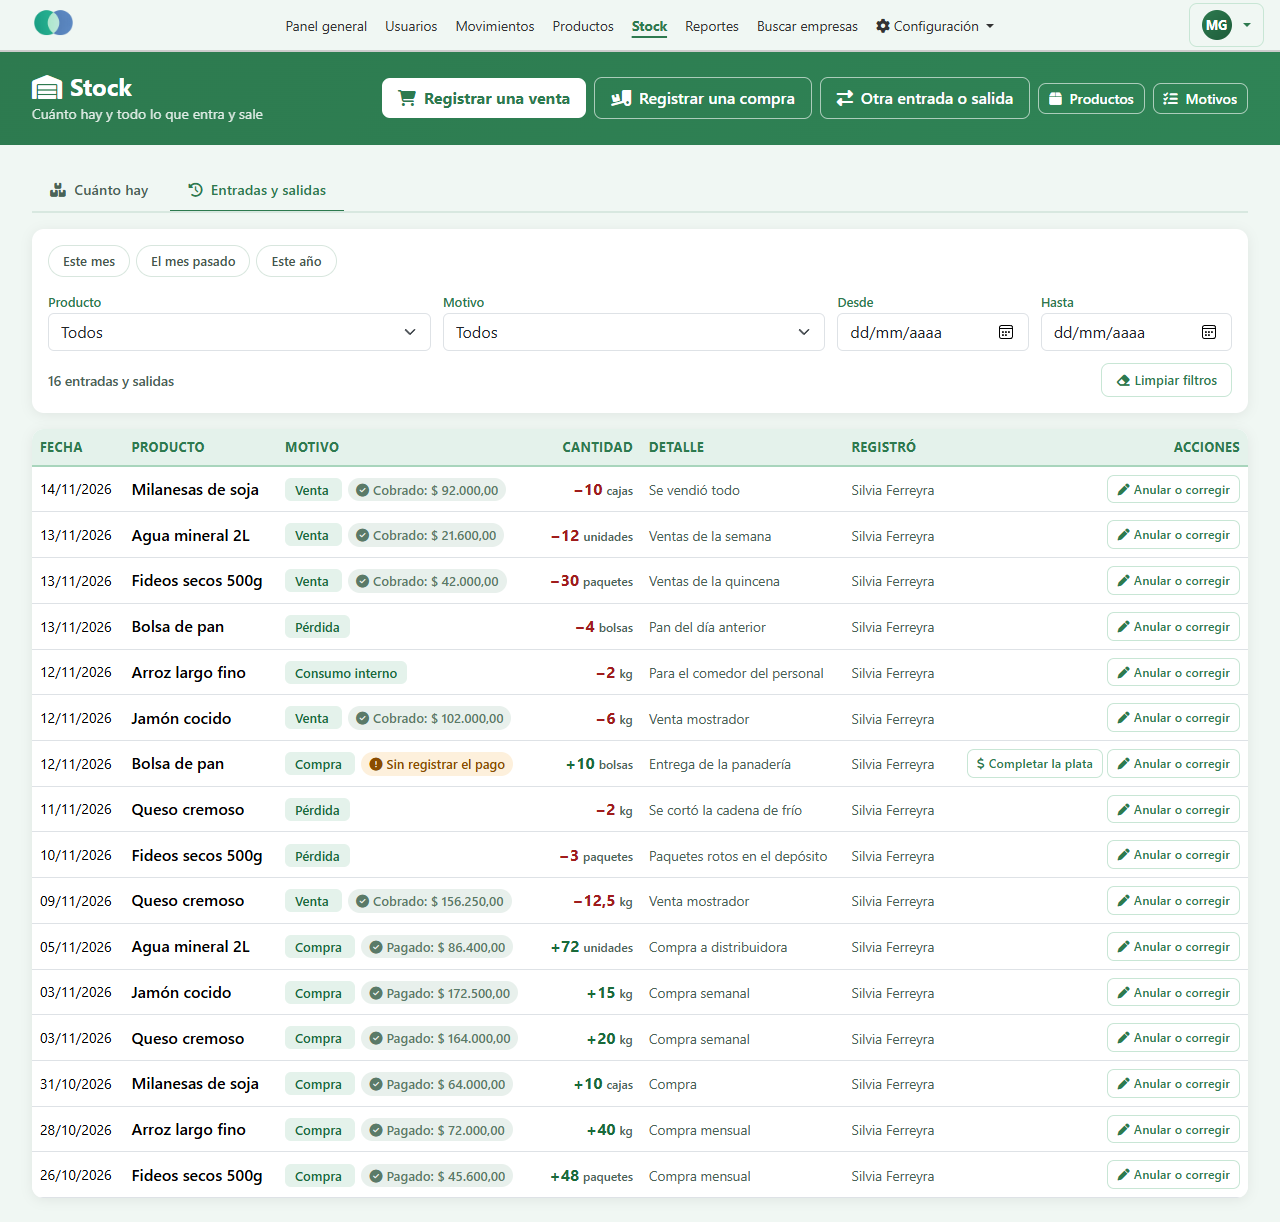 Panel general Usuarios Movimientos Productos Stock Reportes Buscar empresas Configuración MG
Stock
Cuánto hay y todo lo que entra y sale
Registrar una venta Registrar una compra Otra entrada o salida Productos Motivos
Cuánto hay Entradas y salidas
Este mes El mes pasado Este año
Producto Motivo Desde Hasta
Todos Todos dd/mm/aaaa dd/mm/aaaa
16 entradas y salidas Limpiar filtros
FECHA PRODUCTO MOTIVO CANTIDAD DETALLE REGISTRÓ ACCIONES
14/11/2026 Milanesas de soja Venta Cobrado: $ 92.000,00 −10 cajas Se vendió todo Silvia Ferreyra Anular o corregir
13/11/2026 Agua mineral 2L Venta Cobrado: $ 21.600,00 −12 unidades Ventas de la semana Silvia Ferreyra Anular o corregir
13/11/2026 Fideos secos 500g Venta Cobrado: $ 42.000,00 −30 paquetes Ventas de la quincena Silvia Ferreyra Anular o corregir
13/11/2026 Bolsa de pan Pérdida −4 bolsas Pan del día anterior Silvia Ferreyra Anular o corregir
12/11/2026 Arroz largo fino Consumo interno −2 kg Para el comedor del personal Silvia Ferreyra Anular o corregir
12/11/2026 Jamón cocido Venta Cobrado: $ 102.000,00 −6 kg Venta mostrador Silvia Ferreyra Anular o corregir
12/11/2026 Bolsa de pan Compra Sin registrar el pago +10 bolsas Entrega de la panadería Silvia Ferreyra $ Completar la plata Anular o corregir
11/11/2026 Queso cremoso Pérdida −2 kg Se cortó la cadena de frío Silvia Ferreyra Anular o corregir
10/11/2026 Fideos secos 500g Pérdida −3 paquetes Paquetes rotos en el depósito Silvia Ferreyra Anular o corregir
09/11/2026 Queso cremoso Venta Cobrado: $ 156.250,00 −12,5 kg Venta mostrador Silvia Ferreyra Anular o corregir
05/11/2026 Agua mineral 2L Compra Pagado: $ 86.400,00 +72 unidades Compra a distribuidora Silvia Ferreyra Anular o corregir
03/11/2026 Jamón cocido Compra Pagado: $ 172.500,00 +15 kg Compra semanal Silvia Ferreyra Anular o corregir
03/11/2026 Queso cremoso Compra Pagado: $ 164.000,00 +20 kg Compra semanal Silvia Ferreyra Anular o corregir
31/10/2026 Milanesas de soja Compra Pagado: $ 64.000,00 +10 cajas Compra Silvia Ferreyra Anular o corregir
28/10/2026 Arroz largo fino Compra Pagado: $ 72.000,00 +40 kg Compra mensual Silvia Ferreyra Anular o corregir
26/10/2026 Fideos secos 500g Compra Pagado: $ 45.600,00 +48 paquetes Compra mensual Silvia Ferreyra Anular o corregir